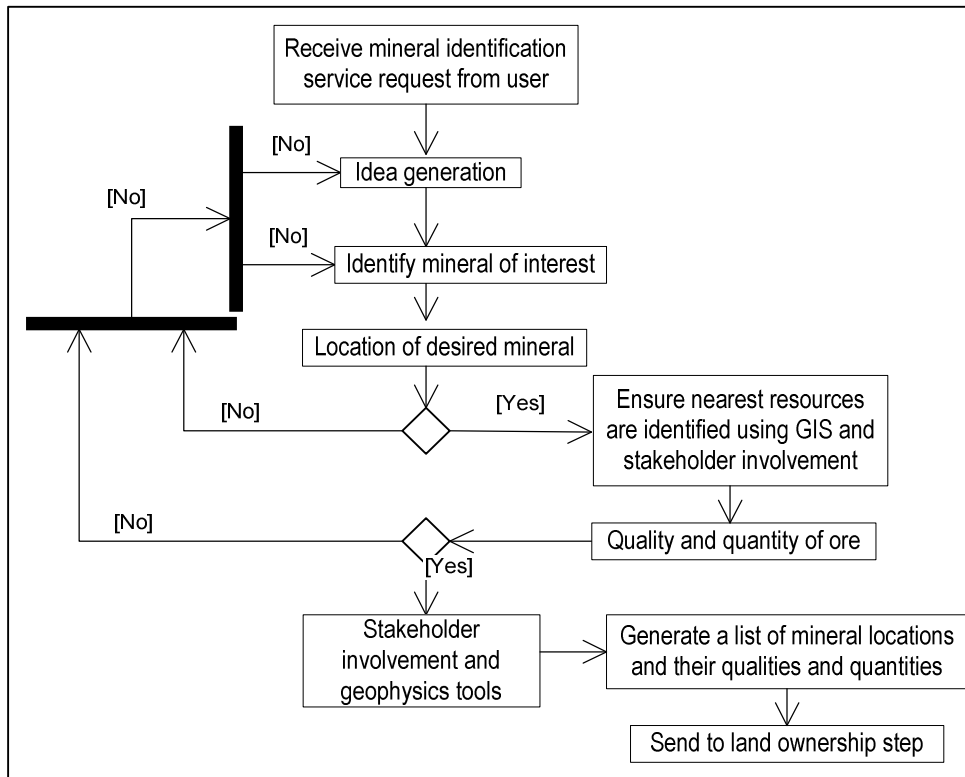 Receive mineral identification
service request from user
[No]
Idea generation
[No]
[No]
Identify mineral of interest
Location of desired mineral
[No]
[Yes]
Ensure nearest resources
are identified using GIS and
stakeholder involvement
[No]
Quality and quantity of ore
[Yes]
Stakeholder
involvement and
geophysics tools
Generate a list of mineral locations
and their qualities and quantities
Send to land ownership step